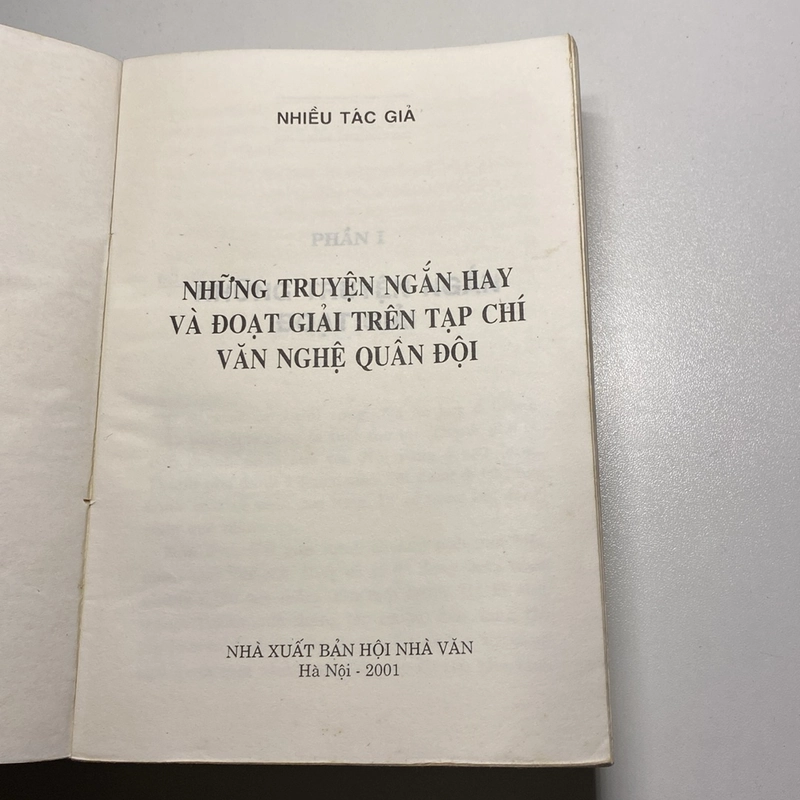 NHIỀU TÁC GIẢ
PHẦN I
NHỮNG TRUYỆN NGẮN HAY
VÀ ĐOẠT GIẢI TRÊN TẠP CHÍ
VĂN NGHỆ QUÂN ĐỘI
NHÀ XUẤT BẢN HỘI NHÀ VĂN
Hà Nội - 2001